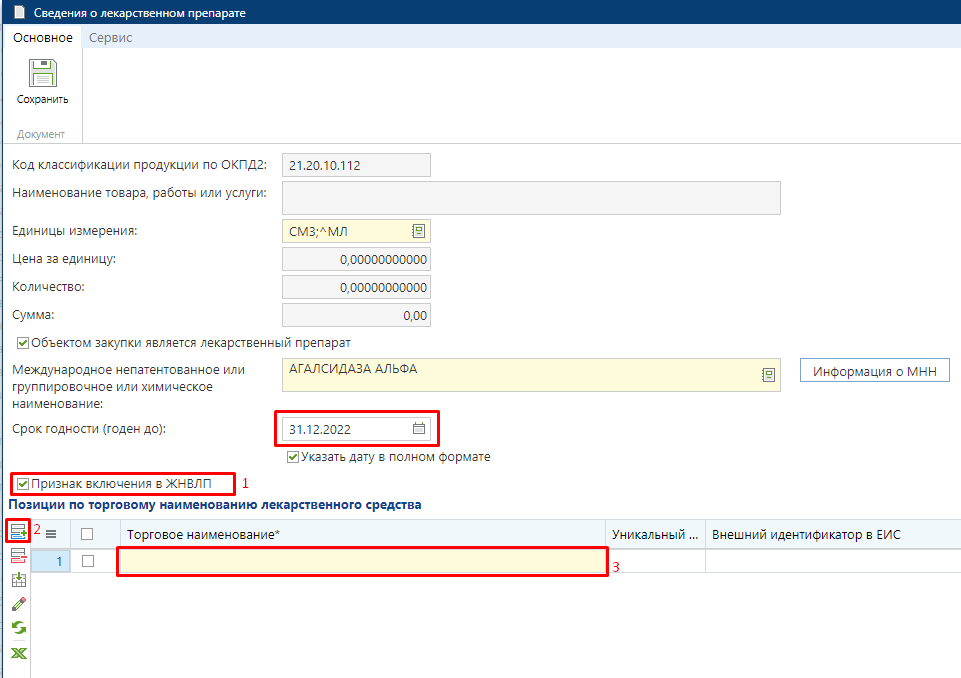 Сведения о лекарственном препарате
Основное Сервис
Сохранить
Документ
Код классификации продукции по ОКПД2: 21.20.10.112
Наименование товара, работы или услуги:
Единицы измерения: СМ3;^МЛ
Цена за единицу: 0,00000000000
Количество: 0,00000000000
Сумма: 0,00
Объектом закупки является лекарственный препарат
Международное непатентованное или
группировочное или химическое
наименование:
АГАЛСИДАЗА АЛЬФА
Информация о МНН
Срок годности (годен до): 31.12.2022
Указать дату в полном формате
Признак включения в ЖНВЛП 1
Позиции по торговому наименованию лекарственного средства
2 Торговое наименование* Уникальный ... Внешний идентификатор в ЕИС
1
3